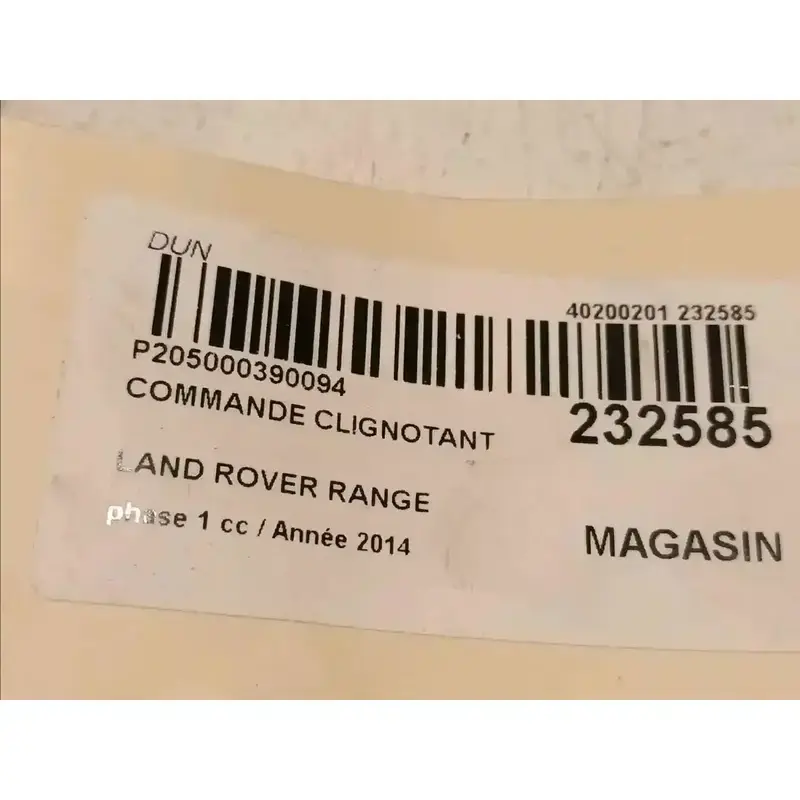 DUN
40200201 232585
P205000390094
COMMANDE CLIGNOTANT
232585
LAND ROVER RANGE
phase 1 cc / Année 2014
MAGASIN